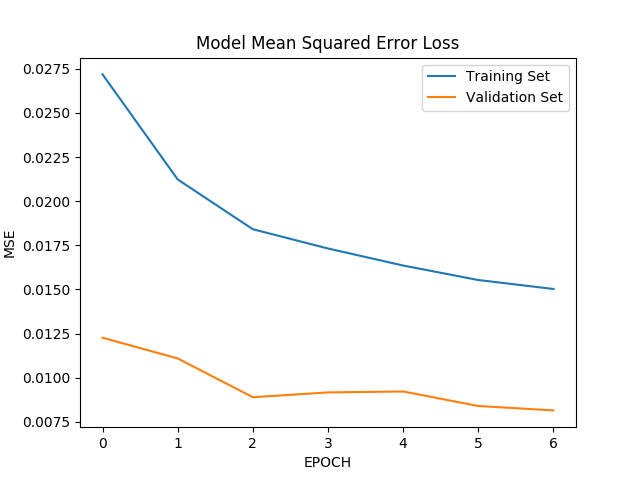 Model Mean Squared Error Loss
Training Set
Validation Set
0.0275
0.0250
0.0225
0.0200
0.0175
0.0150
0.0125
0.0100
0.0075
MSE
0 1 2 3 4 5 6
EPOCH